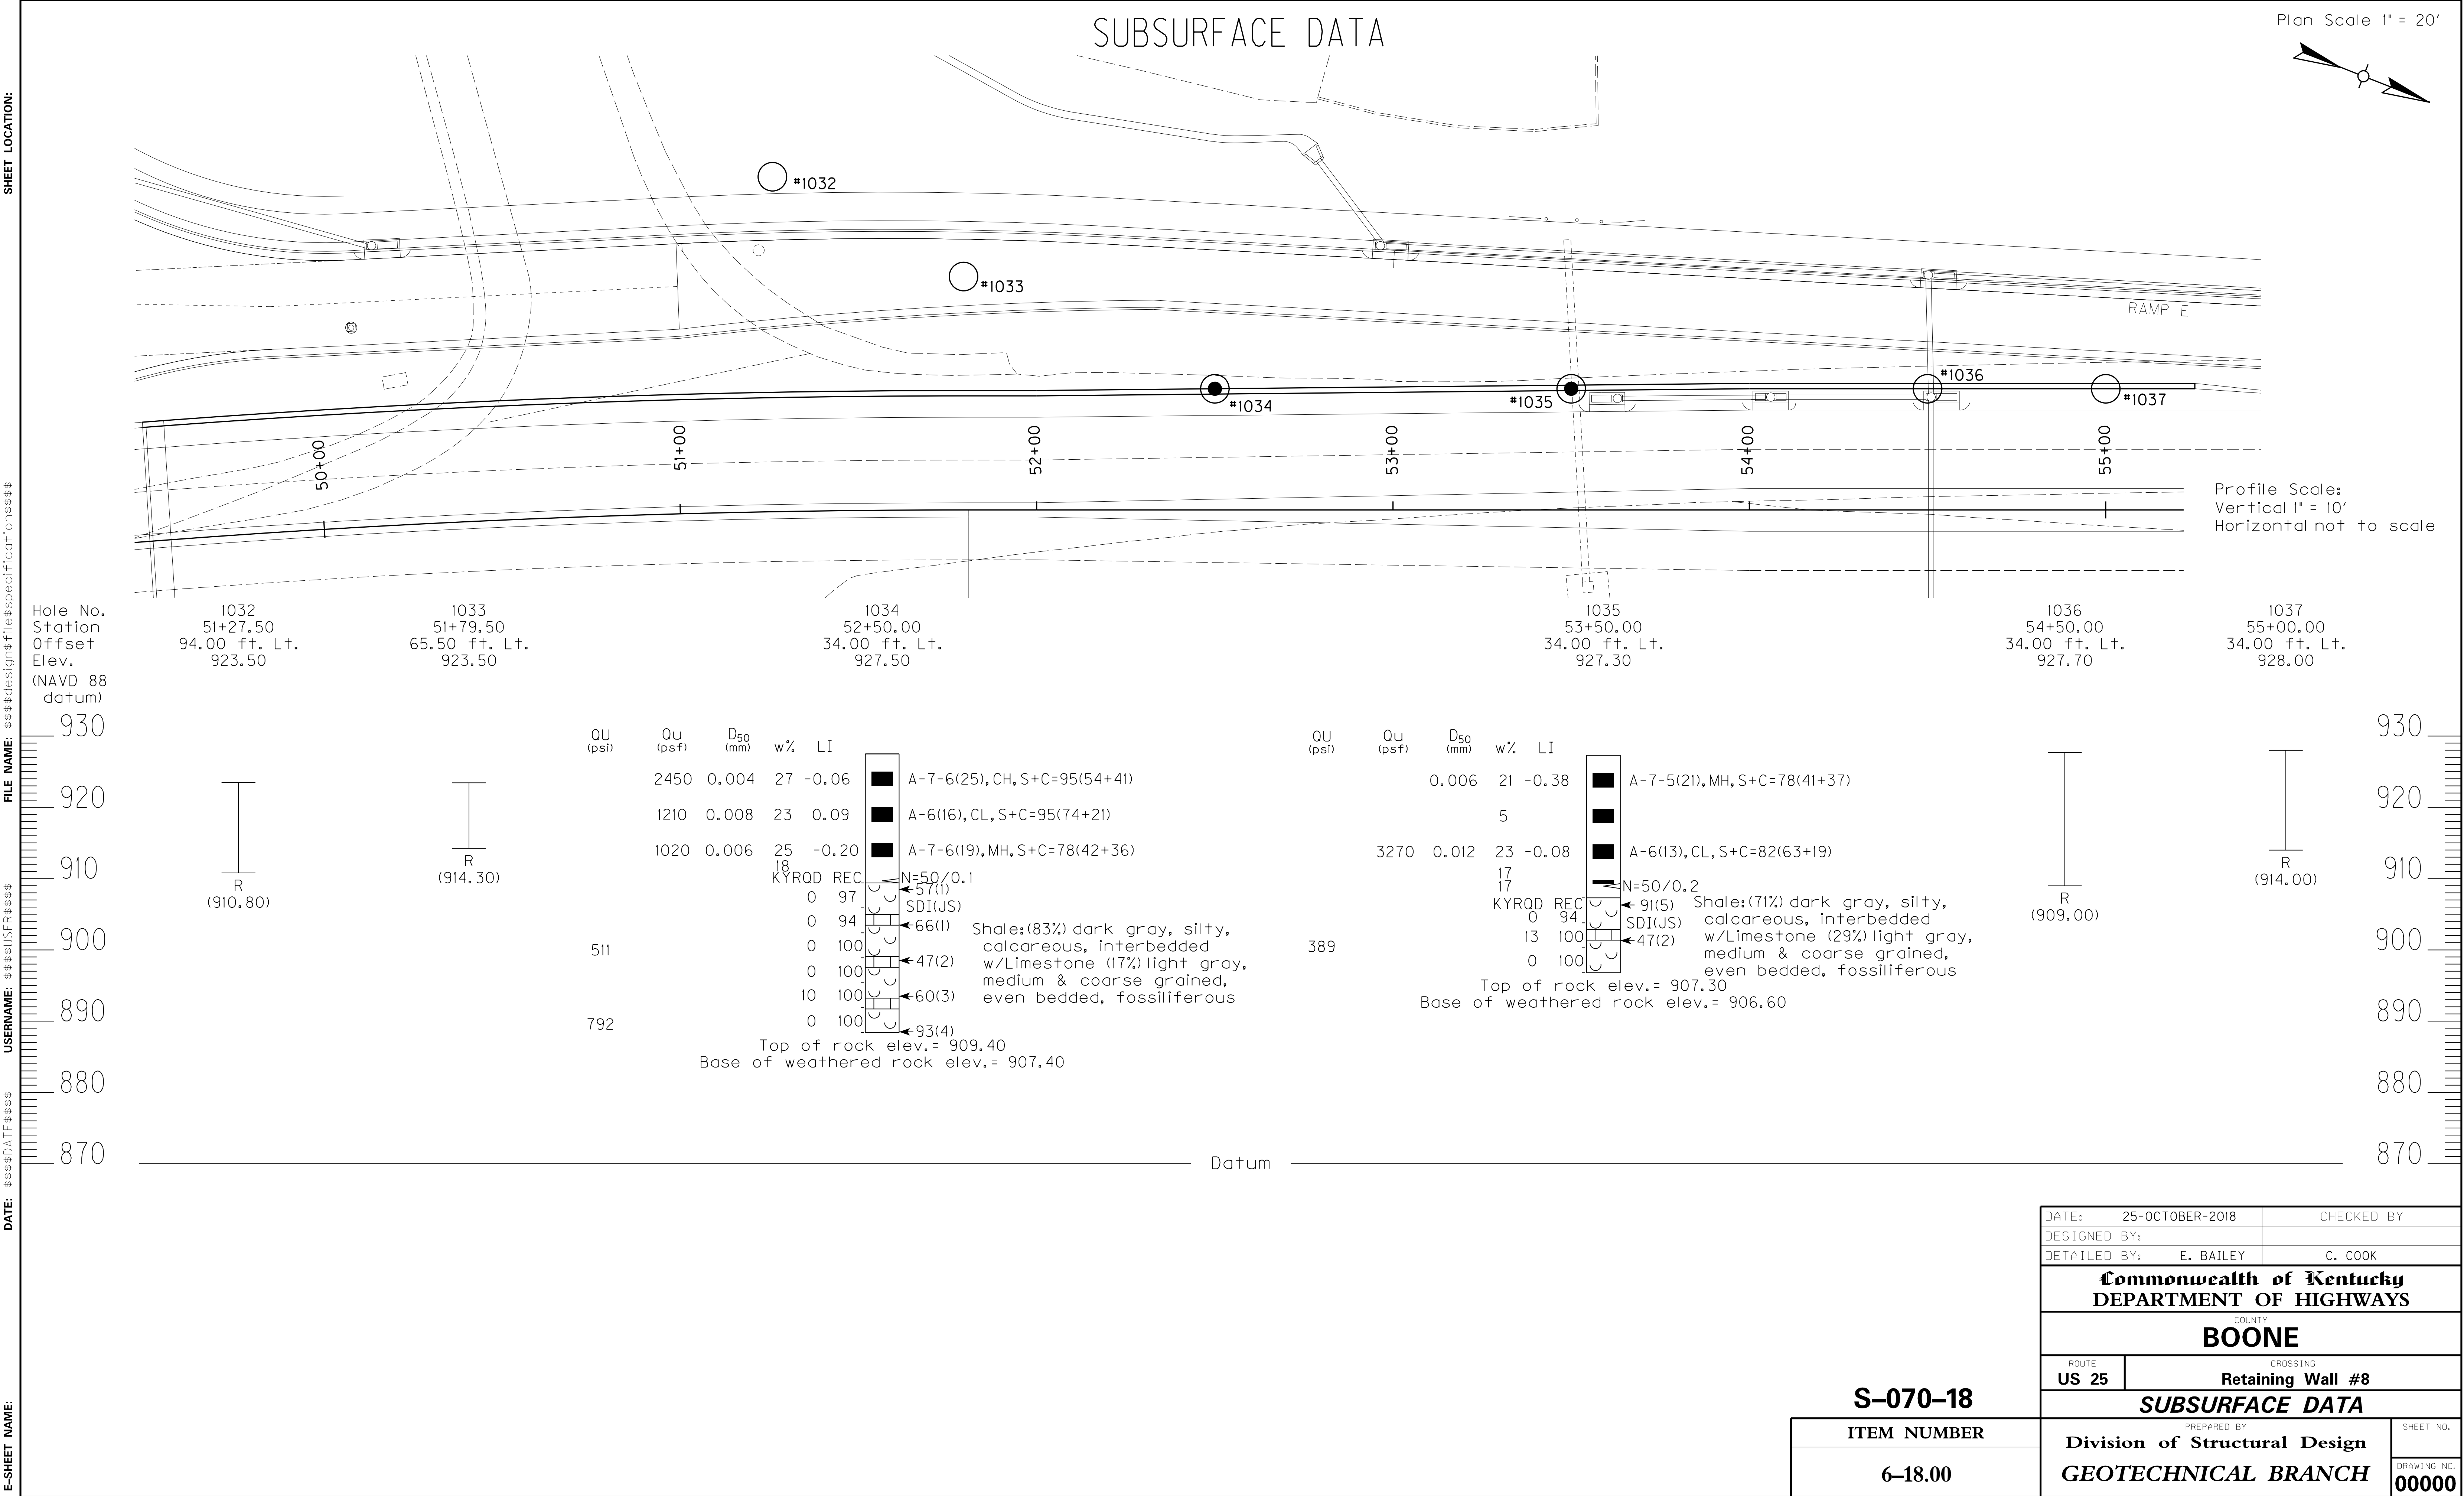 SUBSURFACE DATA
Plan Scale 1" = 20'
SHEET LOCATION:
#1032
#1033
RAMP E
#1034
#1035
#1036
#1037
50+00
51+00
52+00
53+00
54+00
55+00
Profile Scale:
Vertical 1" = 10'
Horizontal not to scale
FILE NAME: $$$$design$file$specification$$$$
USERNAME: $$$$USER$$$$
DATE: $$$$DATE$$$$
E-SHEET NAME:
Hole No. 1032 1033 1034 1035 1036 1037
Station 51+27.50 51+79.50 52+50.00 53+50.00 54+50.00 55+00.00
Offset 94.00 ft. Lt. 65.50 ft. Lt. 34.00 ft. Lt. 34.00 ft. Lt. 34.00 ft. Lt. 34.00 ft. Lt.
Elev. 923.50 923.50 927.50 927.30 927.70 928.00
(NAVD 88
datum)
930
920
910
900
890
880
870
R
(910.80)
R
(914.30)
QU Qu D50 w% LI
(psi) (psf) (mm)
2450 0.004 27 -0.06 A-7-6(25), CH, S+C=95(54+41)
1210 0.008 23 0.09 A-6(16), CL, S+C=95(74+21)
1020 0.006 25 -0.20 A-7-6(19), MH, S+C=78(42+36)
18
KYRQD REC N=50/0.1
57(1)
0 97
SDI(JS)
0 94
66(1)
0 100
511
47(2)
0 100
10 100
60(3)
0 100
792
93(4)
Shale:(83%) dark gray, silty,
calcareous, interbedded
w/Limestone (17%) light gray,
medium & coarse grained,
even bedded, fossiliferous
Top of rock elev.= 909.40
Base of weathered rock elev.= 907.40
QU Qu D50 w% LI
(psi) (psf) (mm)
0.006 21 -0.38 A-7-5(21), MH, S+C=78(41+37)
5
3270 0.012 23 -0.08 A-6(13), CL, S+C=82(63+19)
17
17 N=50/0.2
KYRQD REC 91(5)
0 94 SDI(JS)
13 100
47(2)
389
0 100
Shale:(71%) dark gray, silty,
calcareous, interbedded
w/Limestone (29%) light gray,
medium & coarse grained,
even bedded, fossiliferous
Top of rock elev.= 907.30
Base of weathered rock elev.= 906.60
R
(909.00)
R
(914.00)
930
920
910
900
890
880
870
Datum
DATE: 25-OCTOBER-2018 CHECKED BY
DESIGNED BY:
DETAILED BY: E. BAILEY C. COOK
Commonwealth of Kentucky
DEPARTMENT OF HIGHWAYS
COUNTY
BOONE
ROUTE CROSSING
US 25 Retaining Wall #8
SUBSURFACE DATA
S-070-18
ITEM NUMBER
6-18.00
PREPARED BY
Division of Structural Design
GEOTECHNICAL BRANCH
SHEET NO.
DRAWING NO.
00000